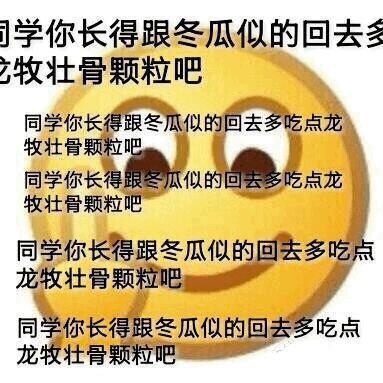 同学你长得跟冬瓜似的回去多
龙牧壮骨颗粒吧
同学你长得跟冬瓜似的回去多吃点龙
牧壮骨颗粒吧
同学你长得跟冬瓜似的回去多吃点龙
牧壮骨颗粒吧
同学你长得跟冬瓜似的回去多吃点
龙牧壮骨颗粒吧
同学你长得跟冬瓜似的回去多吃点
龙牧壮骨颗粒吧